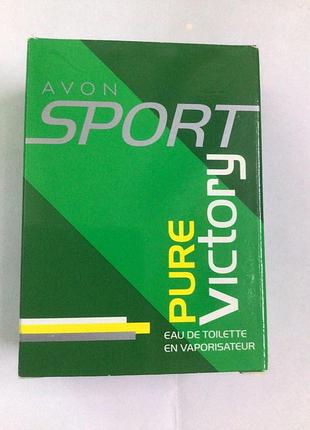 AVON
SPORT
PURE
Victory
EAU DE TOILETTE
EN VAPORISATEUR